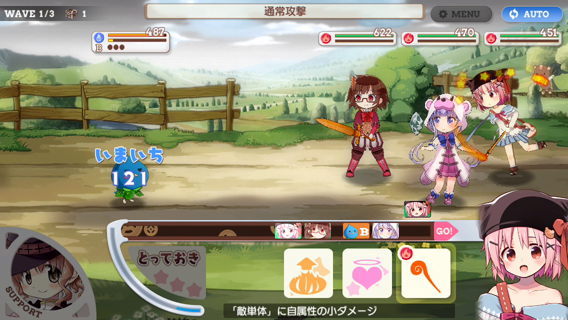 WAVE 1/3
1
通常攻撃
MENU
AUTO
487
B
622
470
451
いまいち
121
B
GO!
とっておき
SUPPORT
「敵単体」に自属性の小ダメージ